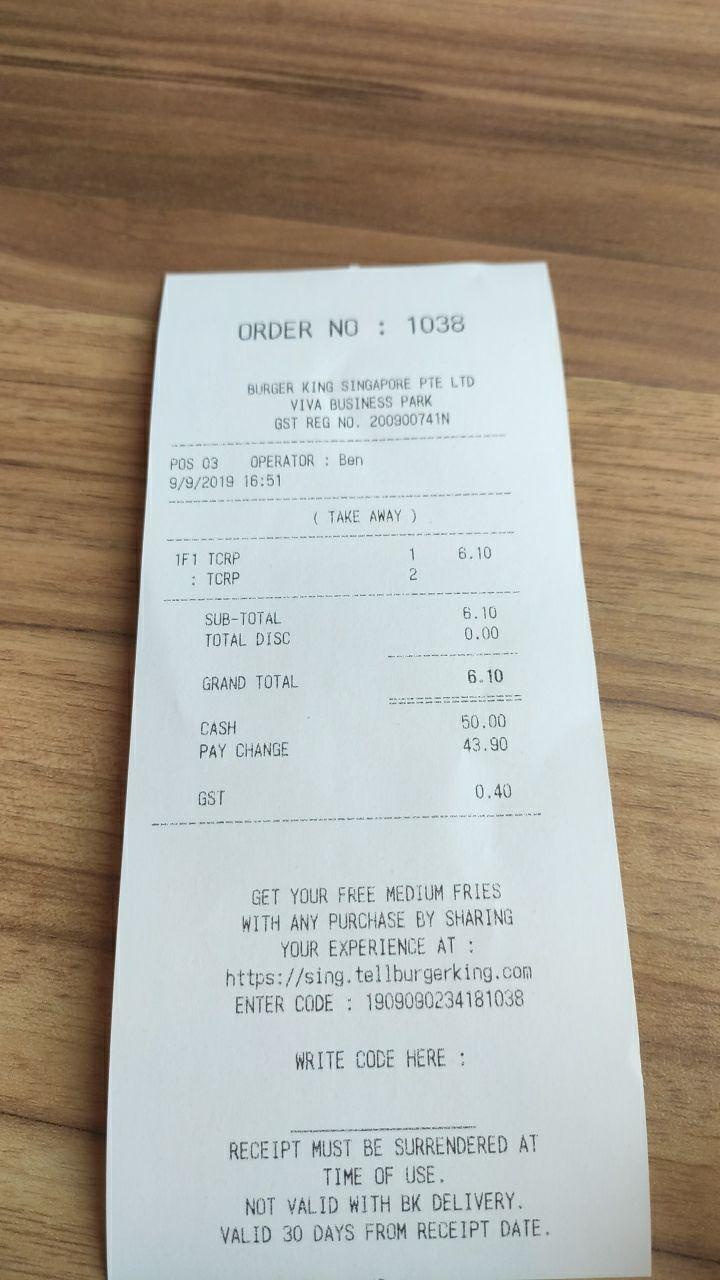 ORDER NO : 1038
BURGER KING SINGAPORE PTE LTD
VIVA BUSINESS PARK
GST REG NO. 200900741N
POS 03 OPERATOR : Ben
9/9/2019 16:51
( TAKE AWAY )
1F1 TCRP 1 6.10
: TCRP 2
SUB-TOTAL 6.10
TOTAL DISC 0.00
GRAND TOTAL 6.10
CASH 50.00
PAY CHANGE 43.90
GST 0.40
GET YOUR FREE MEDIUM FRIES
WITH ANY PURCHASE BY SHARING
YOUR EXPERIENCE AT :
https://sing.tellburgerking.com
ENTER CODE : 1909090234181038
WRITE CODE HERE :
RECEIPT MUST BE SURRENDERED AT
TIME OF USE.
NOT VALID WITH BK DELIVERY.
VALID 30 DAYS FROM RECEIPT DATE.